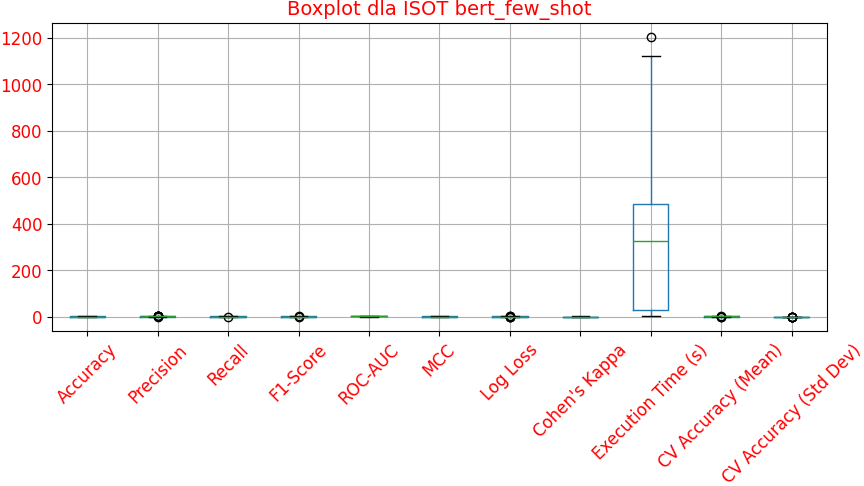 Boxplot dla ISOT bert_few_shot
1200
1000
800
600
400
200
0
Accuracy
Precision
Recall
F1-Score
ROC-AUC
MCC
Log Loss
Cohen's Kappa
Execution Time (s)
CV Accuracy (Mean)
CV Accuracy (Std Dev)